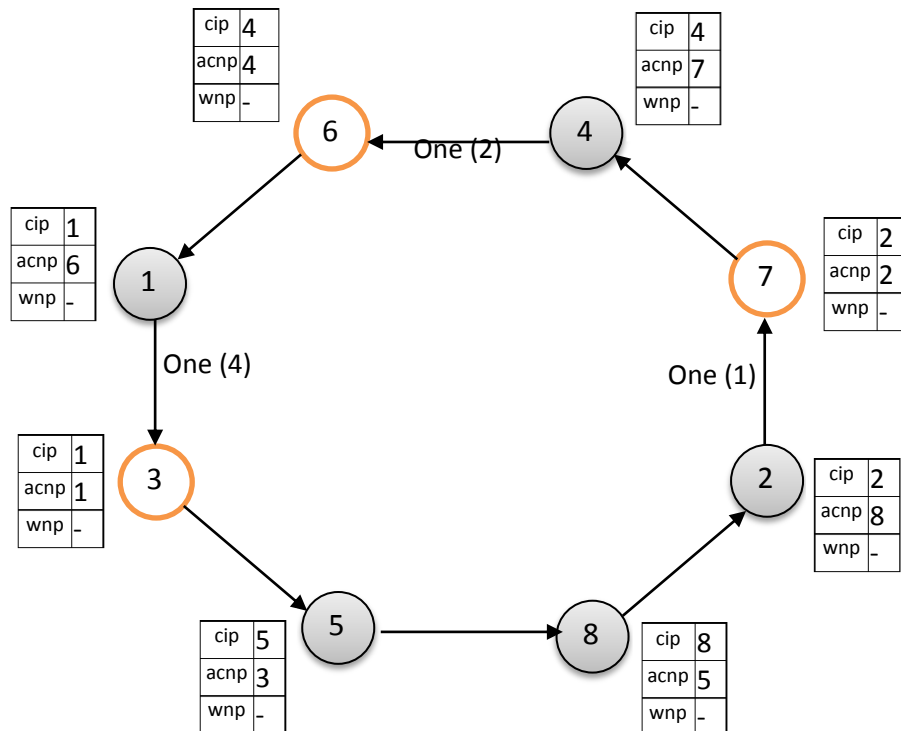 cip 4
acnp 4
wnp -
cip 4
acnp 7
wnp -
6
4
One (2)
cip 1
acnp 6
wnp -
1
7
cip 2
acnp 2
wnp -
One (4)
One (1)
cip 1
acnp 1
wnp -
3
2
cip 2
acnp 8
wnp -
5
8
cip 5
acnp 3
wnp -
cip 8
acnp 5
wnp -